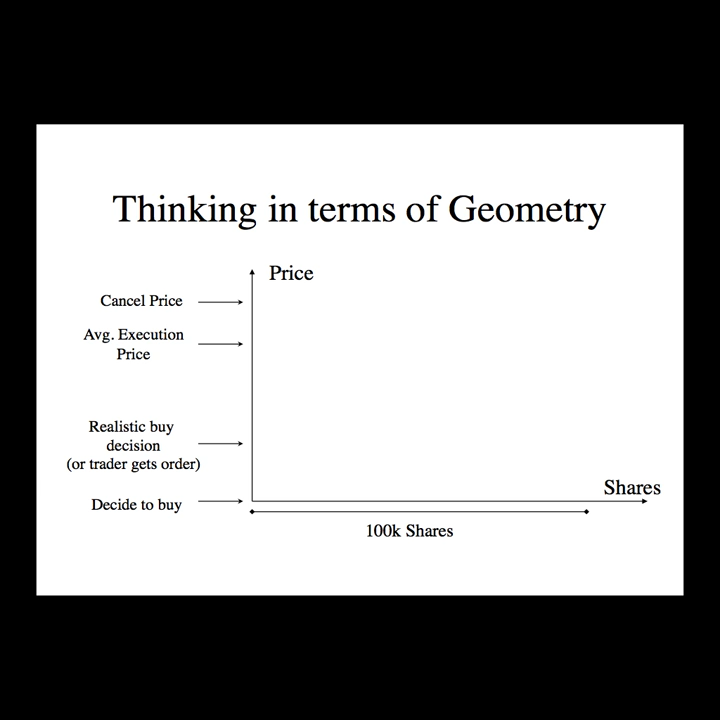 Thinking in terms of Geometry
Price
Cancel Price
Avg. Execution
Price
Realistic buy
decision
(or trader gets order)
Decide to buy
Shares
100k Shares